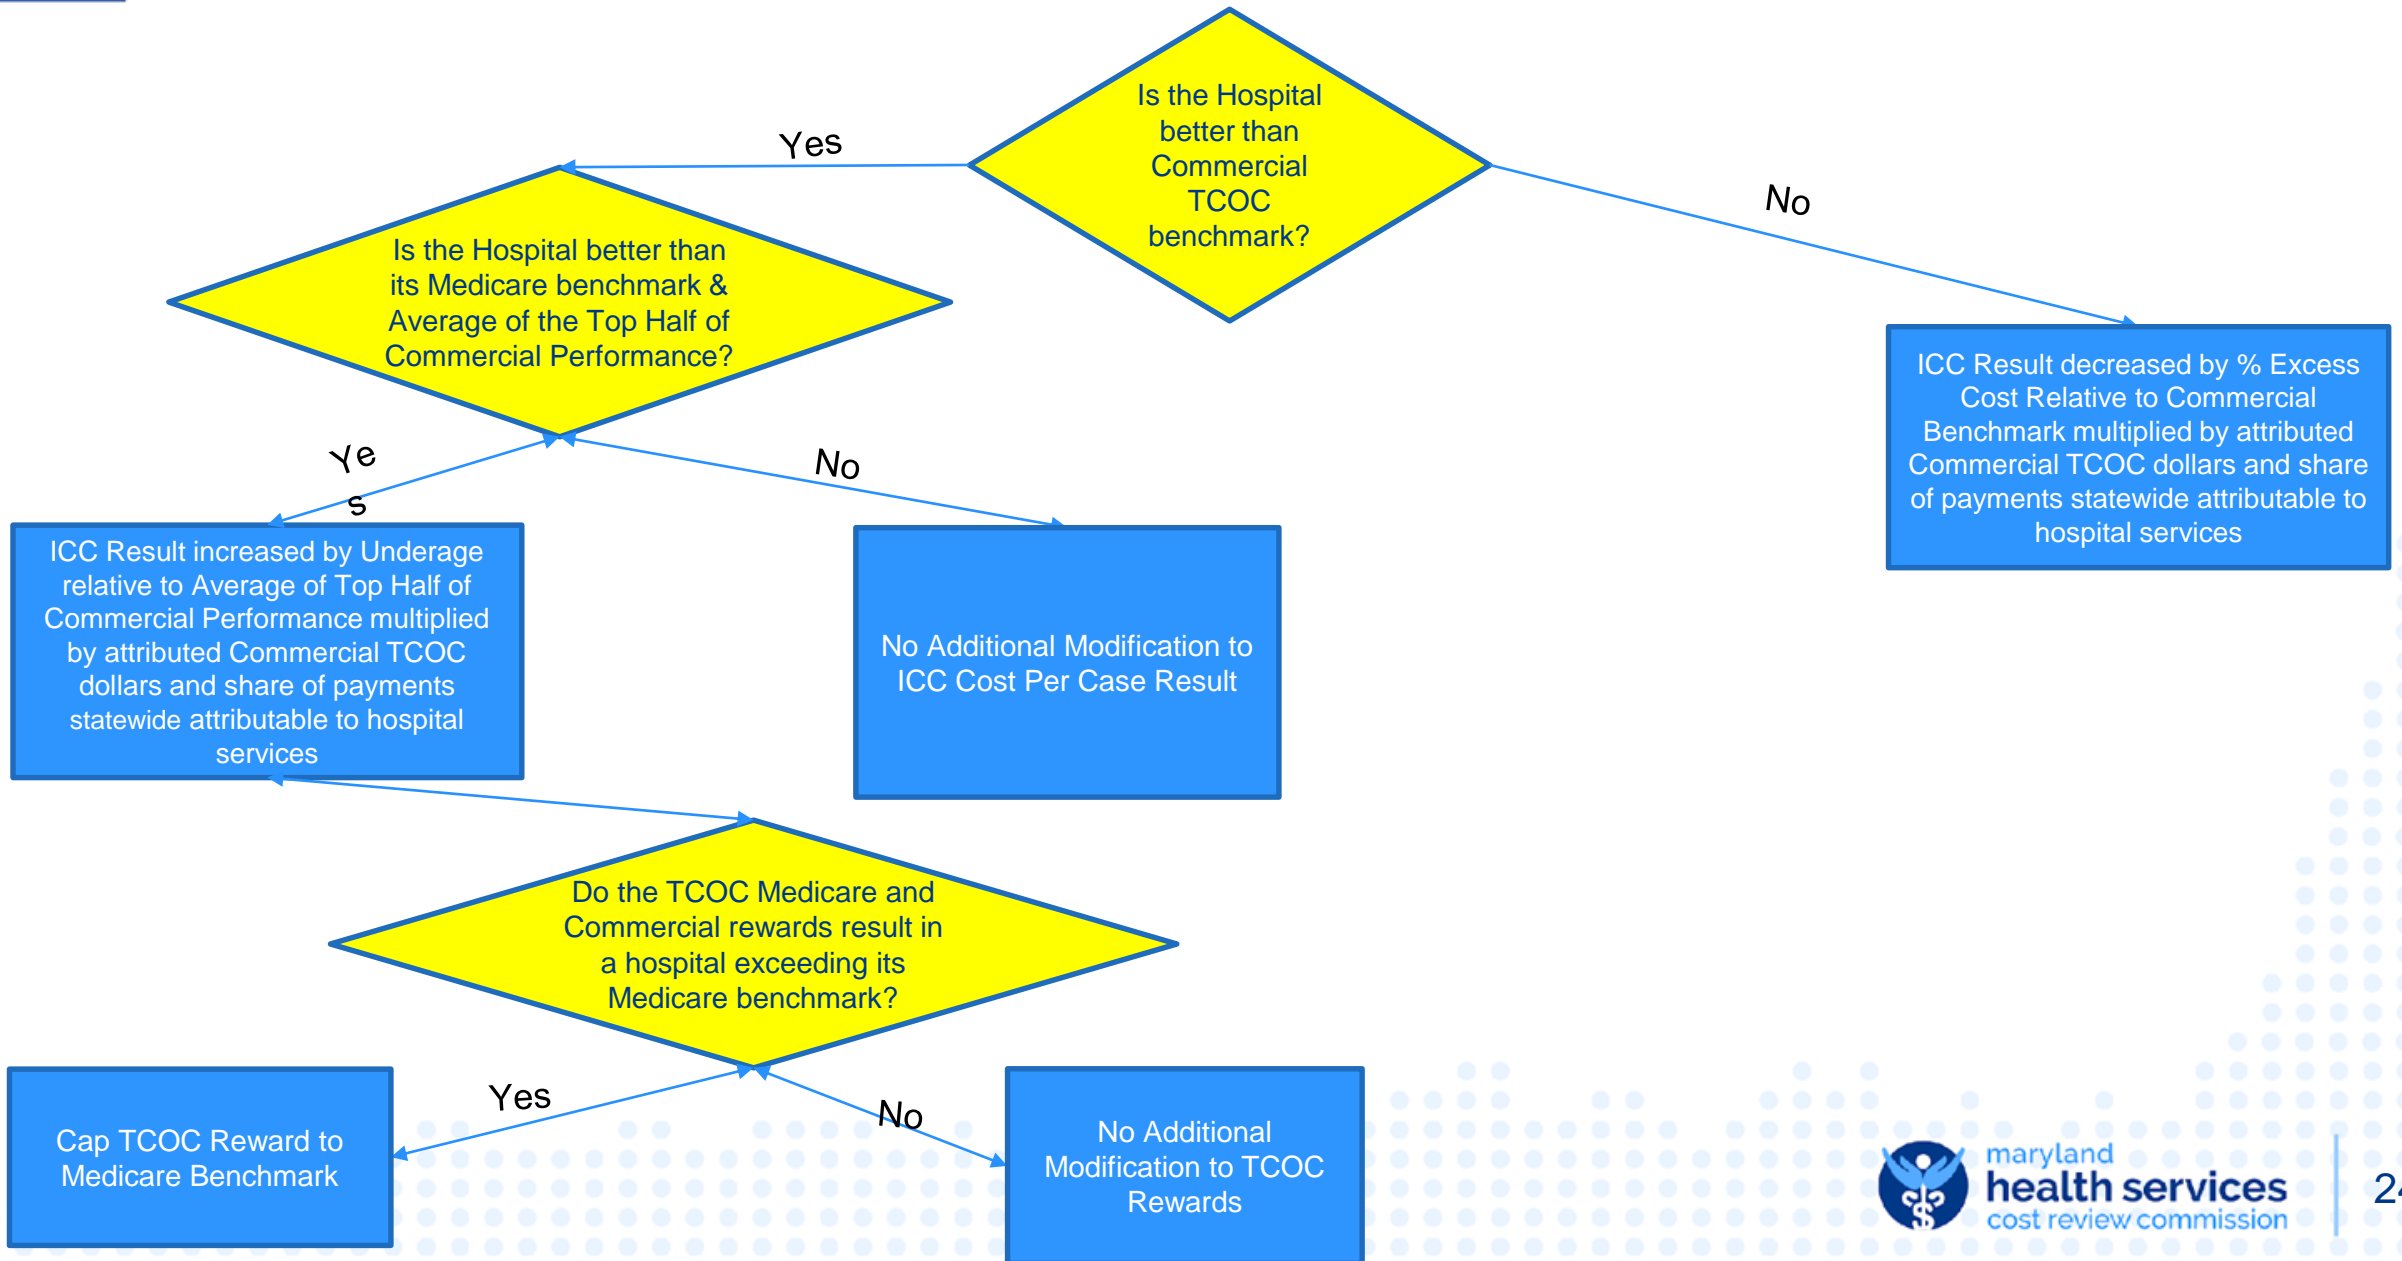 Is the Hospital
better than
Commercial
TCOC
benchmark?
Yes
No
Is the Hospital better than
its Medicare benchmark &
Average of the Top Half of
Commercial Performance?
ICC Result decreased by % Excess
Cost Relative to Commercial
Benchmark multiplied by attributed
Commercial TCOC dollars and share
of payments statewide attributable to
hospital services
Ye
s
No
ICC Result increased by Underage
relative to Average of Top Half of
Commercial Performance multiplied
by attributed Commercial TCOC
dollars and share of payments
statewide attributable to hospital
services
No Additional Modification to
ICC Cost Per Case Result
Do the TCOC Medicare and
Commercial rewards result in
a hospital exceeding its
Medicare benchmark?
Yes
No
Cap TCOC Reward to
Medicare Benchmark
No Additional
Modification to TCOC
Rewards
maryland
health services
cost review commission
24